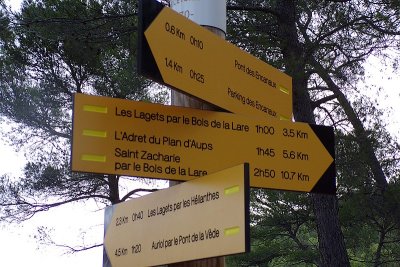 0.6 Km 0h10 Pont des Encanaux
1.4 Km 0h25 Parking des Encanaux
Les Lagets par le Bois de la Lare 1h00 3.5 Km
L'Adret du Plan d'Aups 1h45 5.6 Km
Saint Zacharie
par le Bois de la Lare 2h50 10.7 Km
2.3 Km 0h40 Les Lagets par les Hélianthes
4.5 Km 1h20 Auriol par le Pont de la Vède